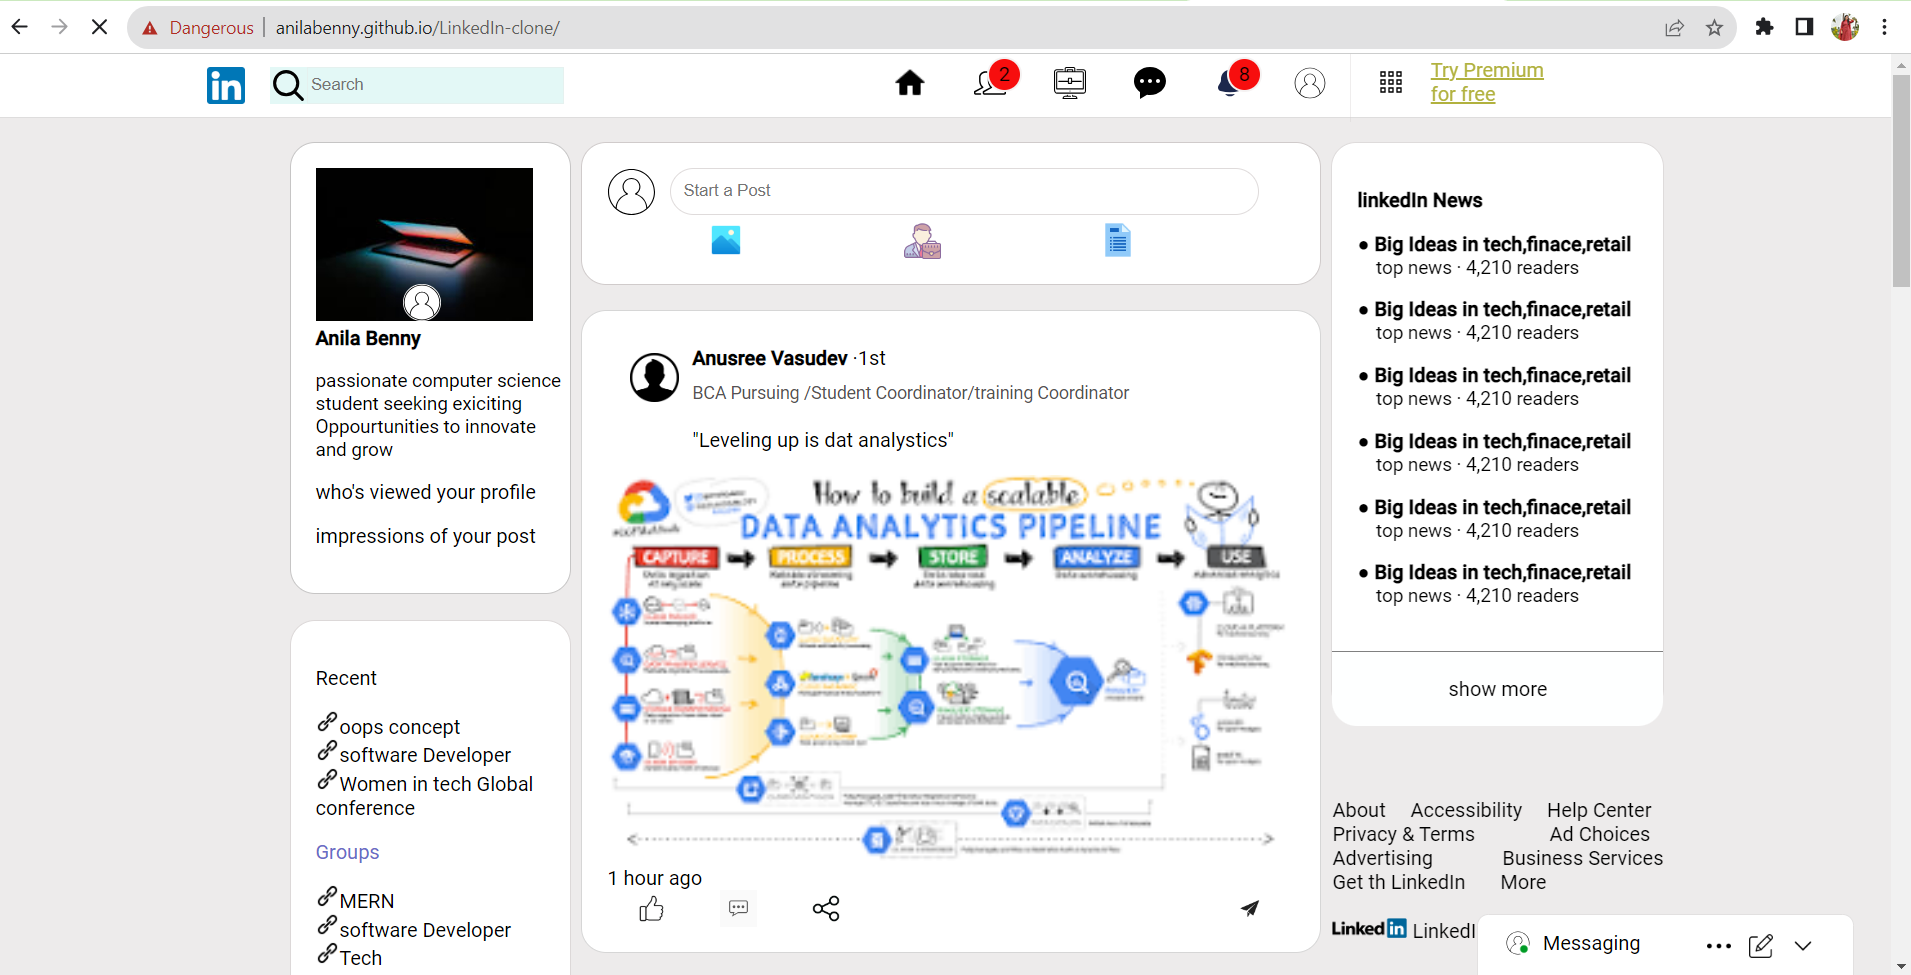 Dangerous | anilabenny.github.io/LinkedIn-clone/
in
Search
2
8
Try Premium
for free
Anila Benny
passionate computer science
student seeking exiciting
Oppourtunities to innovate
and grow
who's viewed your profile
impressions of your post
Recent
oops concept
software Developer
Women in tech Global
conference
Groups
MERN
software Developer
Tech
Start a Post
Anusree Vasudev ·1st
BCA Pursuing /Student Coordinator/training Coordinator
"Leveling up is dat analystics"
How to build a scalable
DATA ANALYTICS PIPELINE
CAPTURE
PROCESS
STORE
ANALYZE
USE
1 hour ago
linkedIn News
● Big Ideas in tech,finace,retail
top news · 4,210 readers
● Big Ideas in tech,finace,retail
top news · 4,210 readers
● Big Ideas in tech,finace,retail
top news · 4,210 readers
● Big Ideas in tech,finace,retail
top news · 4,210 readers
● Big Ideas in tech,finace,retail
top news · 4,210 readers
● Big Ideas in tech,finace,retail
top news · 4,210 readers
show more
About Accessibility Help Center
Privacy & Terms Ad Choices
Advertising Business Services
Get th LinkedIn More
Linked in LinkedI
Messaging